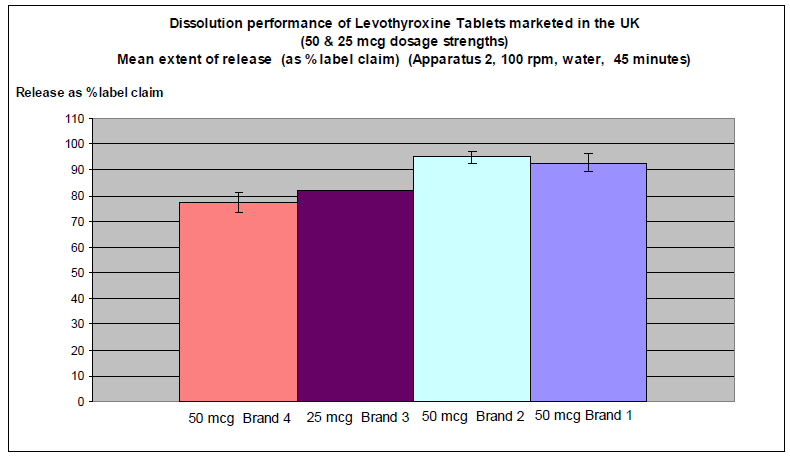 Dissolution performance of Levothyroxine Tablets marketed in the UK
(50 & 25 mcg dosage strengths)
Mean extent of release (as % label claim) (Apparatus 2, 100 rpm, water, 45 minutes)
Release as %label claim
110
100
90
80
70
60
50
40
30
20
10
0
50 mcg Brand 4
25 mcg Brand 3
50 mcg Brand 2
50 mcg Brand 1